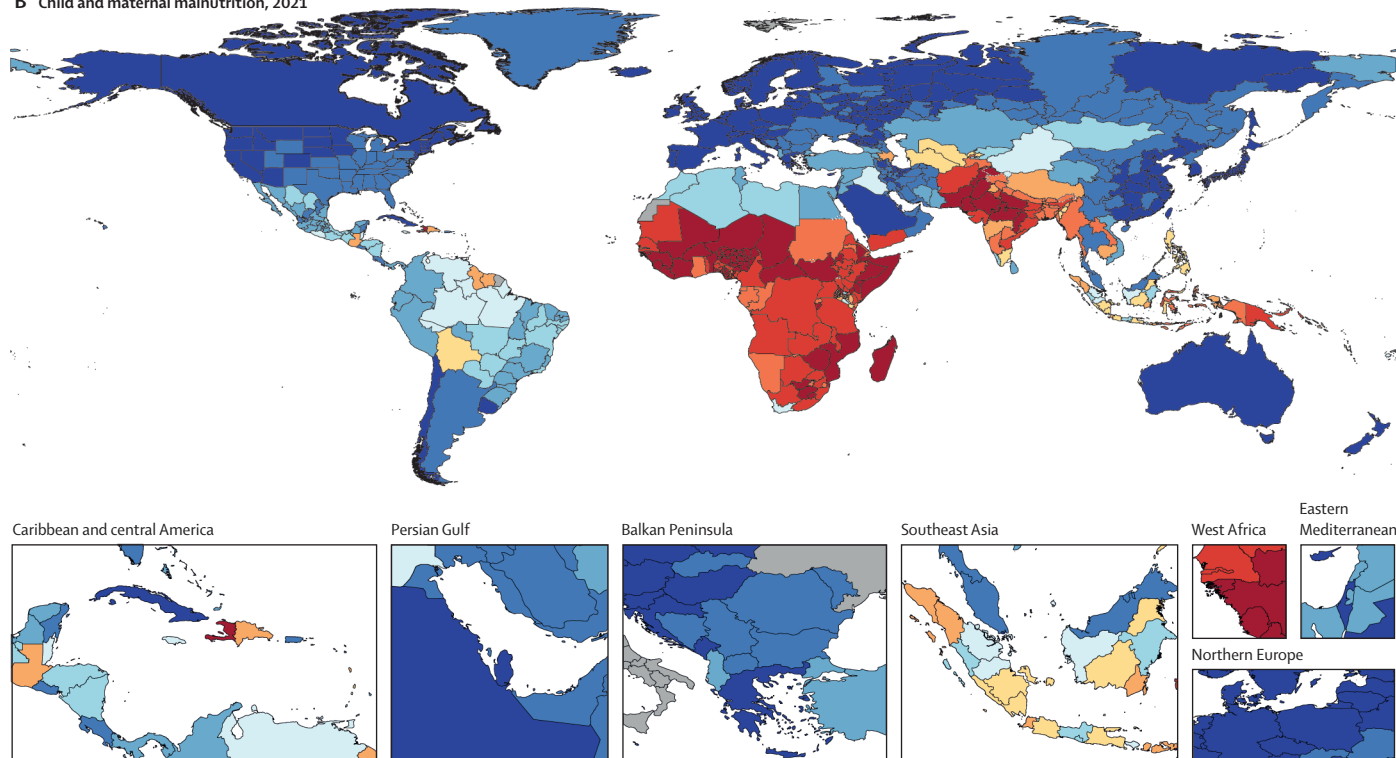 B Child and maternal malnutrition, 2021
Caribbean and central America
Persian Gulf
Balkan Peninsula
Southeast Asia
West Africa
Eastern
Mediterranean
Northern Europe